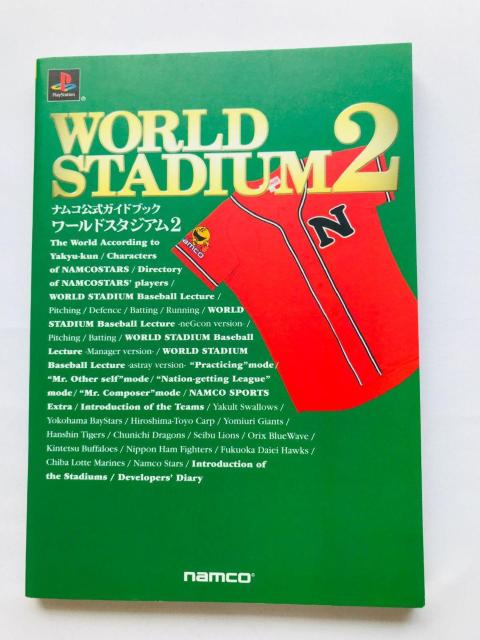 PlayStation
®
WORLD
STADIUM 2
ナムコ公式ガイドブック
ワールドスタジアム2
N
namco
The World According to
Yakyu-kun / Characters
of NAMCOSTARS / Directory
of NAMCOSTARS' players /
WORLD STADIUM Baseball Lecture /
Pitching / Defence / Batting / Running / WORLD
STADIUM Baseball Lecture -neGcon version- /
Pitching / Batting / WORLD STADIUM Baseball
Lecture -Manager version- / WORLD STADIUM
Baseball Lecture -astray version- "Practicing"mode/
"Mr. Other self"mode / "Nation-getting League"
mode / "Mr. Composer"mode / NAMCO SPORTS
Extra / Introduction of the Teams / Yakult Swallows /
Yokohama BayStars / Hiroshima-Toyo Carp / Yomiuri Giants /
Hanshin Tigers / Chunichi Dragons / Seibu Lions / Orix BlueWave /
Kintetsu Buffaloes / Nippon Ham Fighters / Fukuoka Daiei Hawks /
Chiba Lotte Marines / Namco Stars / Introduction of
the Stadiums / Developers' Diary
namco®